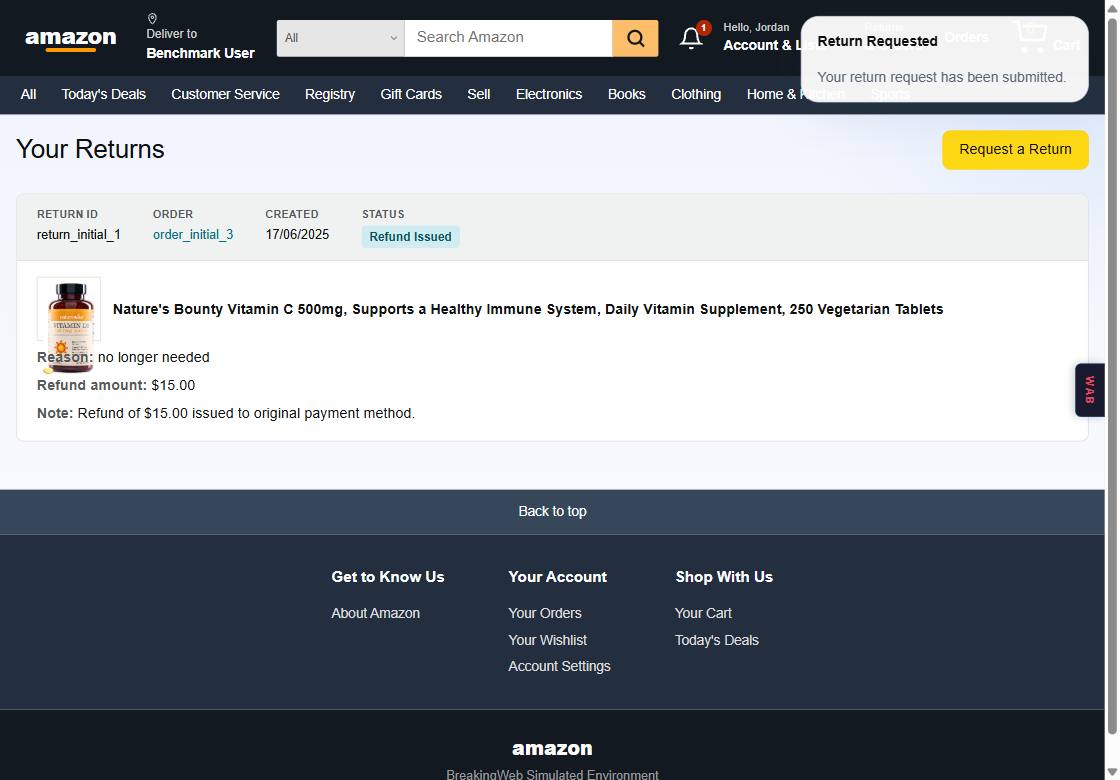 amazon
Deliver to
Benchmark User
All
Search Amazon
1
Hello, Jordan
Account & Li
Orders
Cart
Return Requested
Your return request has been submitted.
All
Today's Deals
Customer Service
Registry
Gift Cards
Sell
Electronics
Books
Clothing
Home & Kitchen
Sports
Your Returns
Request a Return
RETURN ID
return_initial_1
ORDER
order_initial_3
CREATED
17/06/2025
STATUS
Refund Issued
VITAMIN
Nature's Bounty Vitamin C 500mg, Supports a Healthy Immune System, Daily Vitamin Supplement, 250 Vegetarian Tablets
Reason: no longer needed
Refund amount: $15.00
Note: Refund of $15.00 issued to original payment method.
WAB
Back to top
Get to Know Us
About Amazon
Your Account
Your Orders
Your Wishlist
Account Settings
Shop With Us
Your Cart
Today's Deals
amazon
BreakingWeb Simulated Environment